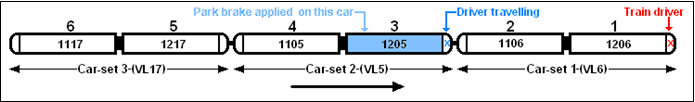 Park brake applied on this car Driver travelling Train driver
6 5 4 3 2 1
1117 1217 1105 1205 x 1106 1206 x
Car-set 3 (VL17) Car-set 2 (VL5) Car-set 1 (VL6)